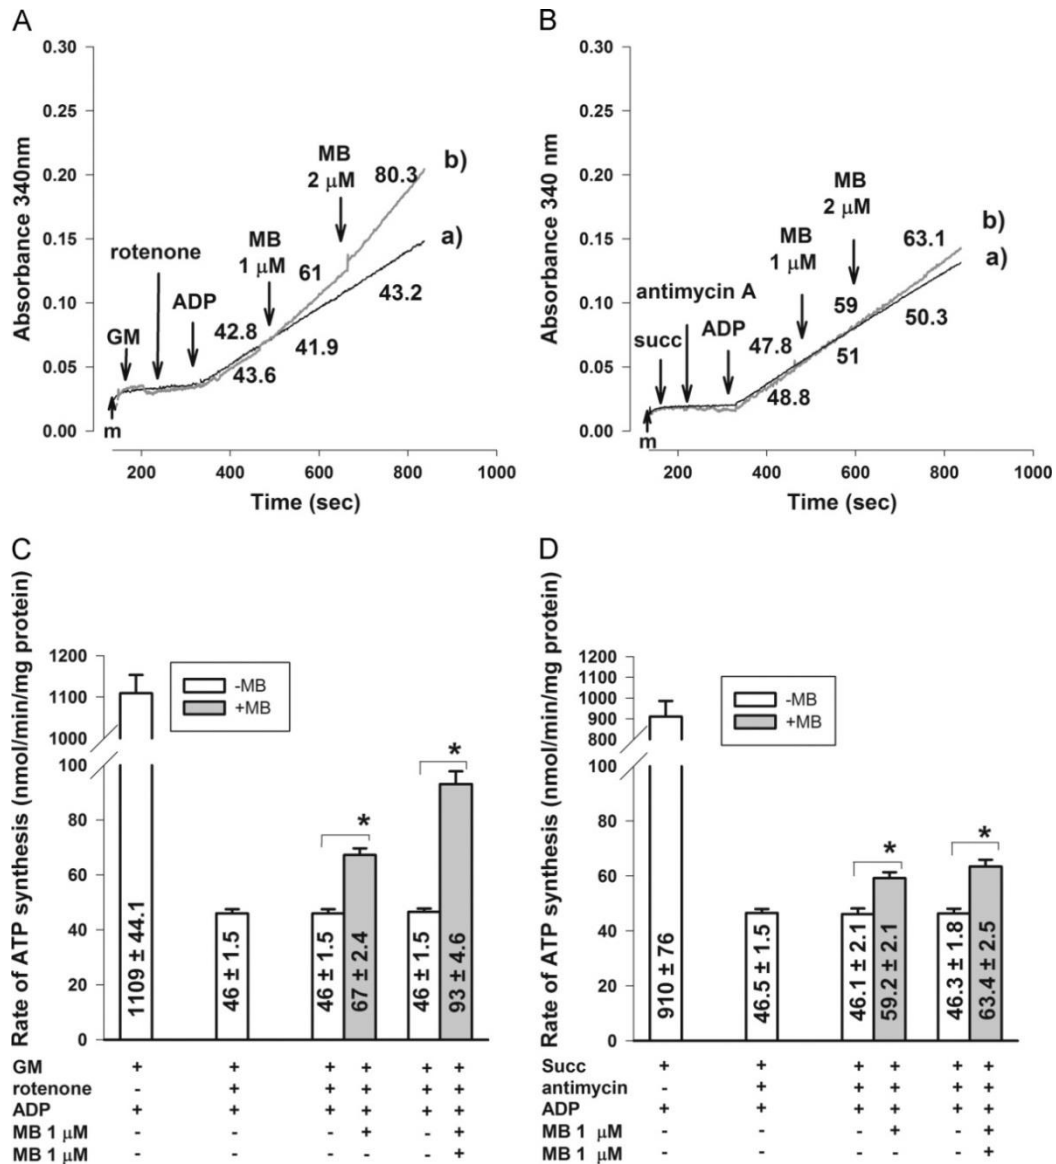 A
Absorbance 340nm
0.30
0.25
0.20
0.15
0.10
0.05
0.00
rotenone
GM
ADP
MB
1 μM
MB
2 μM
80.3
b)
a)
61
42.8
43.6
41.9
43.2
m
200 400 600 800 1000
Time (sec)
B
Absorbance 340 nm
0.30
0.25
0.20
0.15
0.10
0.05
0.00
antimycin A
succ
ADP
MB
1 μM
MB
2 μM
63.1
b)
a)
59
47.8
48.8
51
50.3
m
200 400 600 800 1000
Time (sec)
C
Rate of ATP synthesis (nmol/min/mg protein)
1200
1100
1000
100
80
60
40
20
0
-MB
+MB
*
*
1109 ± 44.1
46 ± 1.5
46 ± 1.5
67 ± 2.4
46 ± 1.5
93 ± 4.6
GM + + + + + +
rotenone - + + + + +
ADP + + + + + +
MB 1 μM - - - + - +
MB 1 μM - - - - - +
D
Rate of ATP synthesis (nmol/min/mg protein)
1200
1100
1000
900
800
100
80
60
40
20
0
-MB
+MB
*
*
910 ± 76
46.5 ± 1.5
46.1 ± 2.1
59.2 ± 2.1
46.3 ± 1.8
63.4 ± 2.5
Succ + + + + + +
antimycin - + + + + +
ADP + + + + + +
MB 1 μM - - - + - +
MB 1 μM - - - - - +